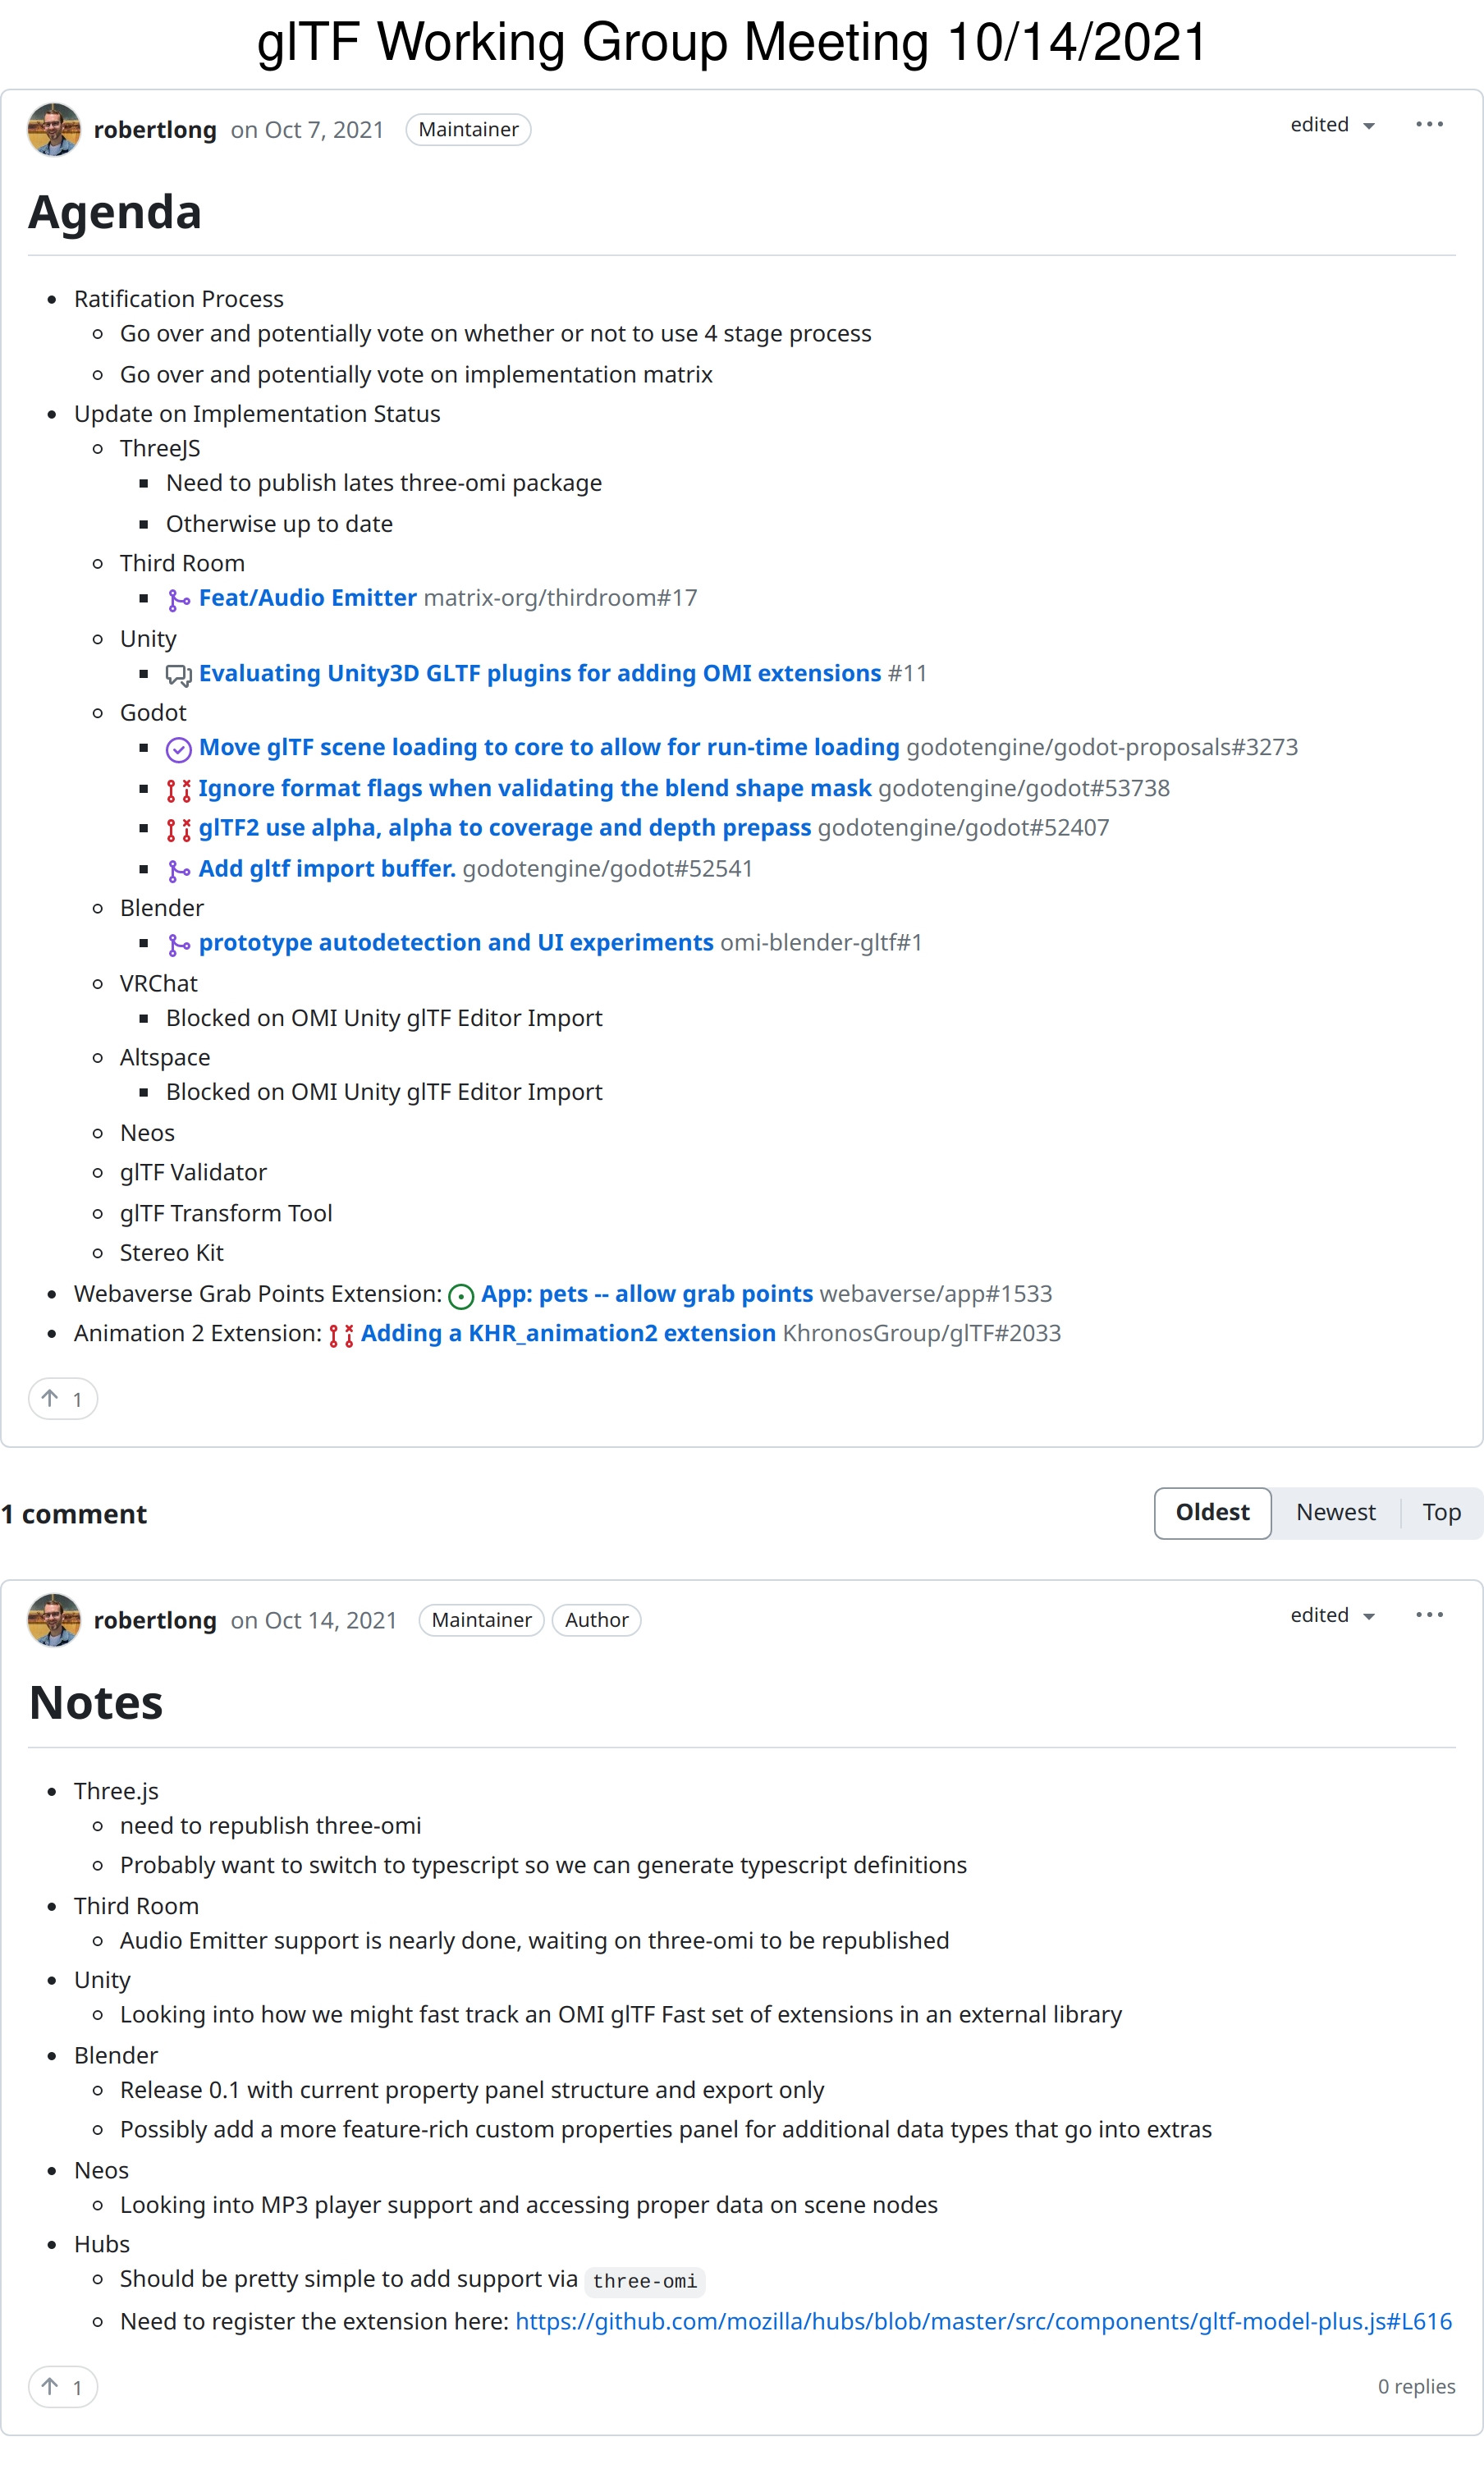 glTF Working Group Meeting 10/14/2021
robertlong on Oct 7, 2021 Maintainer edited
Agenda
Ratification Process
Go over and potentially vote on whether or not to use 4 stage process
Go over and potentially vote on implementation matrix
Update on Implementation Status
ThreeJS
Need to publish lates three-omi package
Otherwise up to date
Third Room
Feat/Audio Emitter matrix-org/thirdroom#17
Unity
Evaluating Unity3D GLTF plugins for adding OMI extensions #11
Godot
Move glTF scene loading to core to allow for run-time loading godotengine/godot-proposals#3273
Ignore format flags when validating the blend shape mask godotengine/godot#53738
glTF2 use alpha, alpha to coverage and depth prepass godotengine/godot#52407
Add gltf import buffer. godotengine/godot#52541
Blender
prototype autodetection and UI experiments omi-blender-gltf#1
VRChat
Blocked on OMI Unity glTF Editor Import
Altspace
Blocked on OMI Unity glTF Editor Import
Neos
glTF Validator
glTF Transform Tool
Stereo Kit
Webaverse Grab Points Extension: App: pets -- allow grab points webaverse/app#1533
Animation 2 Extension: Adding a KHR_animation2 extension KhronosGroup/glTF#2033
1
1 comment Oldest Newest Top
robertlong on Oct 14, 2021 Maintainer Author edited
Notes
Three.js
need to republish three-omi
Probably want to switch to typescript so we can generate typescript definitions
Third Room
Audio Emitter support is nearly done, waiting on three-omi to be republished
Unity
Looking into how we might fast track an OMI glTF Fast set of extensions in an external library
Blender
Release 0.1 with current property panel structure and export only
Possibly add a more feature-rich custom properties panel for additional data types that go into extras
Neos
Looking into MP3 player support and accessing proper data on scene nodes
Hubs
Should be pretty simple to add support via three-omi
Need to register the extension here: https://github.com/mozilla/hubs/blob/master/src/components/gltf-model-plus.js#L616
1 0 replies